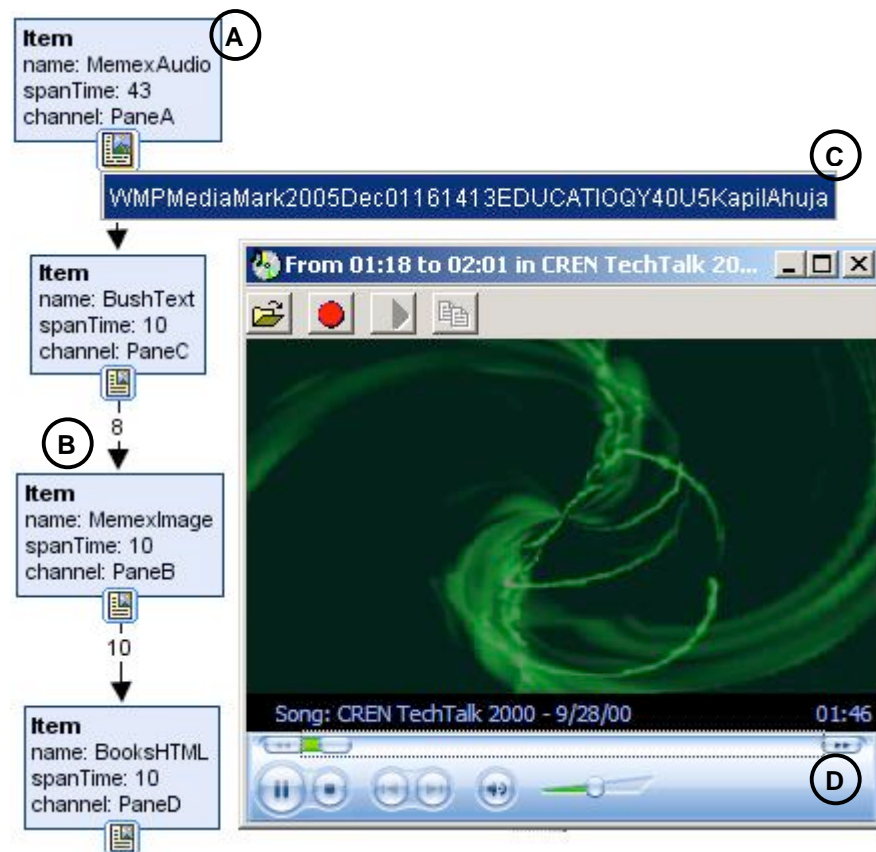 A
Item
name: MemexAudio
spanTime: 43
channel: PaneA
C
WMPMediaMark2005Dec01161413EDUCATIOQY40U5KapilAhuja
Item
name: BushText
spanTime: 10
channel: PaneC
8
B
Item
name: MemexImage
spanTime: 10
channel: PaneB
10
Item
name: BooksHTML
spanTime: 10
channel: PaneD
From 01:18 to 02:01 in CREN TechTalk 20...
Song: CREN TechTalk 2000 - 9/28/00
01:46
D